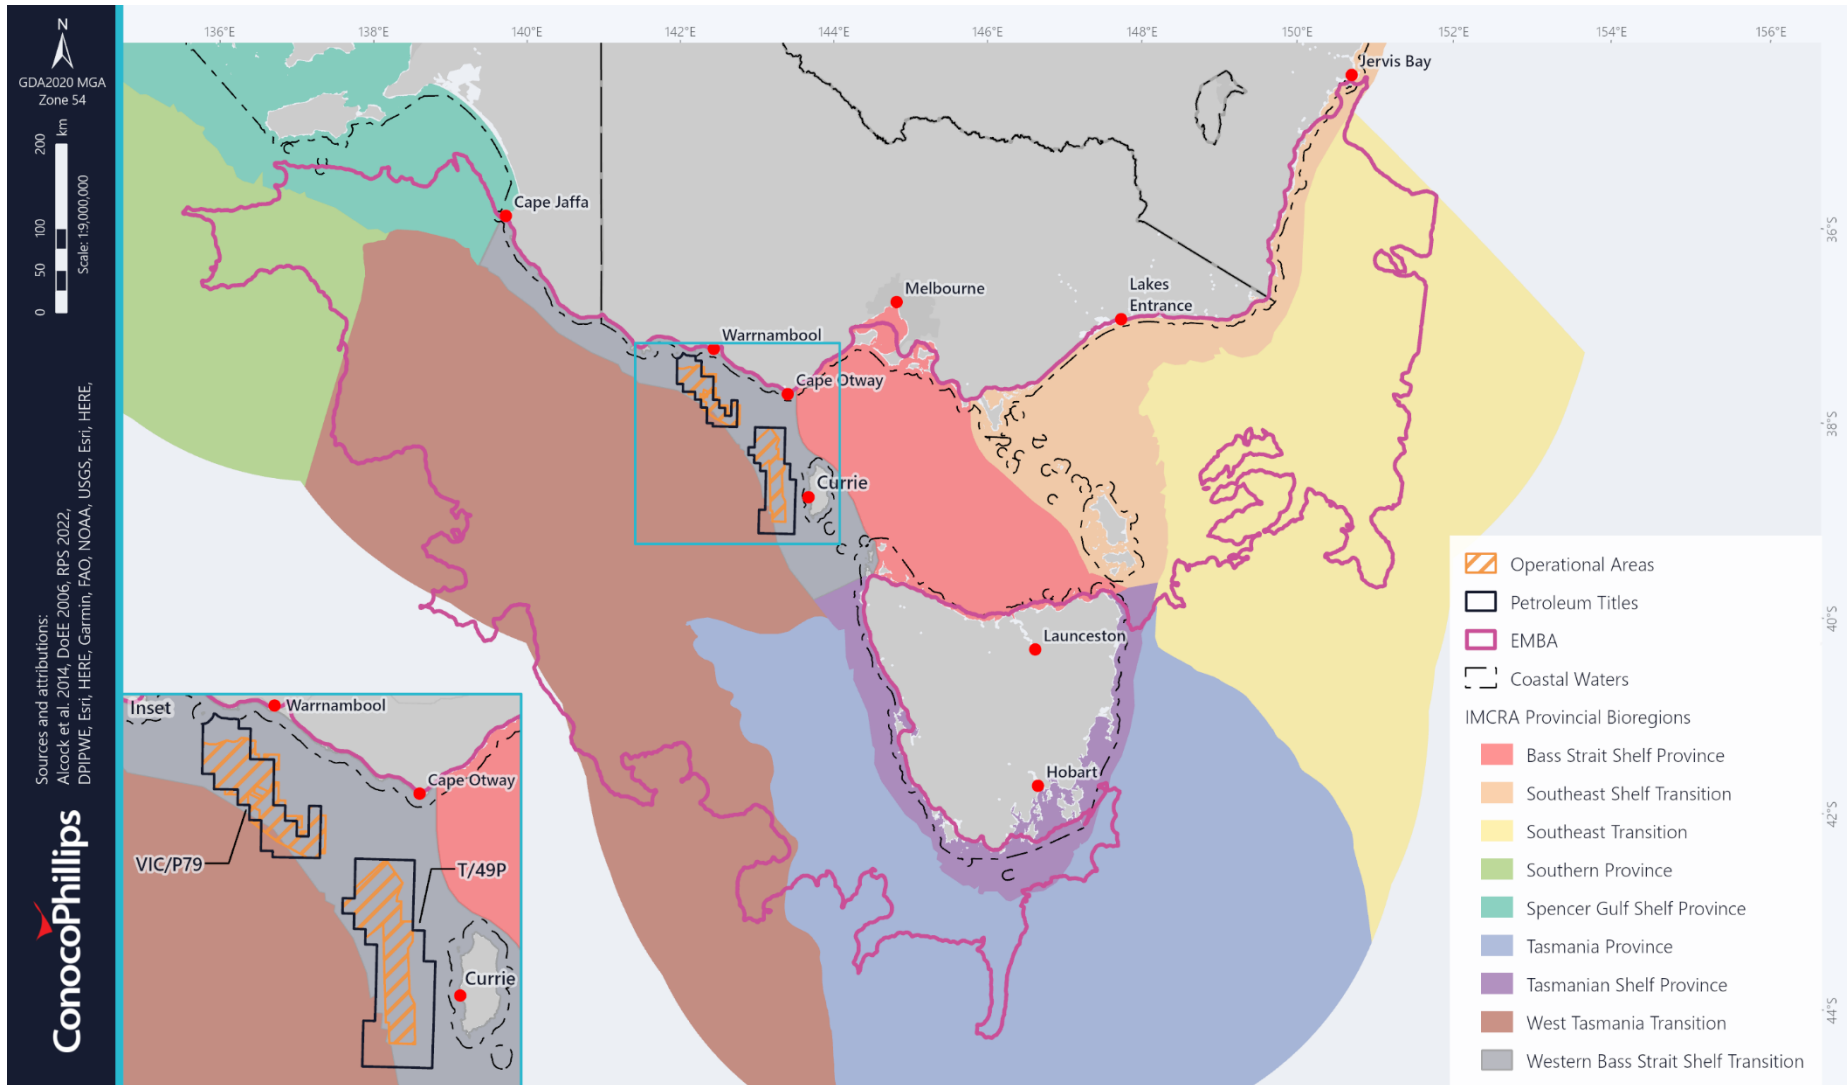 N
GDA2020 MGA
Zone 54
0 50 100 200
km
Scale: 1:9,000,000
Sources and attributions:
Alcock et al. 2014, DoEE 2006, RPS 2022,
DPIPWE, Esri, HERE, Garmin, FAO, NOAA, USGS, Esri, HERE,
ConocoPhillips
136°E 138°E 140°E 142°E 144°E 146°E 148°E 150°E 152°E 154°E 156°E
36°S
38°S
40°S
42°S
44°S
Jervis Bay
Cape Jaffa
Melbourne
Lakes
Entrance
Warrnambool
Cape Otway
Currie
Launceston
Hobart
Inset
Warrnambool
Cape Otway
VIC/P79
T/49P
Currie
Operational Areas
Petroleum Titles
EMBA
Coastal Waters
IMCRA Provincial Bioregions
Bass Strait Shelf Province
Southeast Shelf Transition
Southeast Transition
Southern Province
Spencer Gulf Shelf Province
Tasmania Province
Tasmanian Shelf Province
West Tasmania Transition
Western Bass Strait Shelf Transition